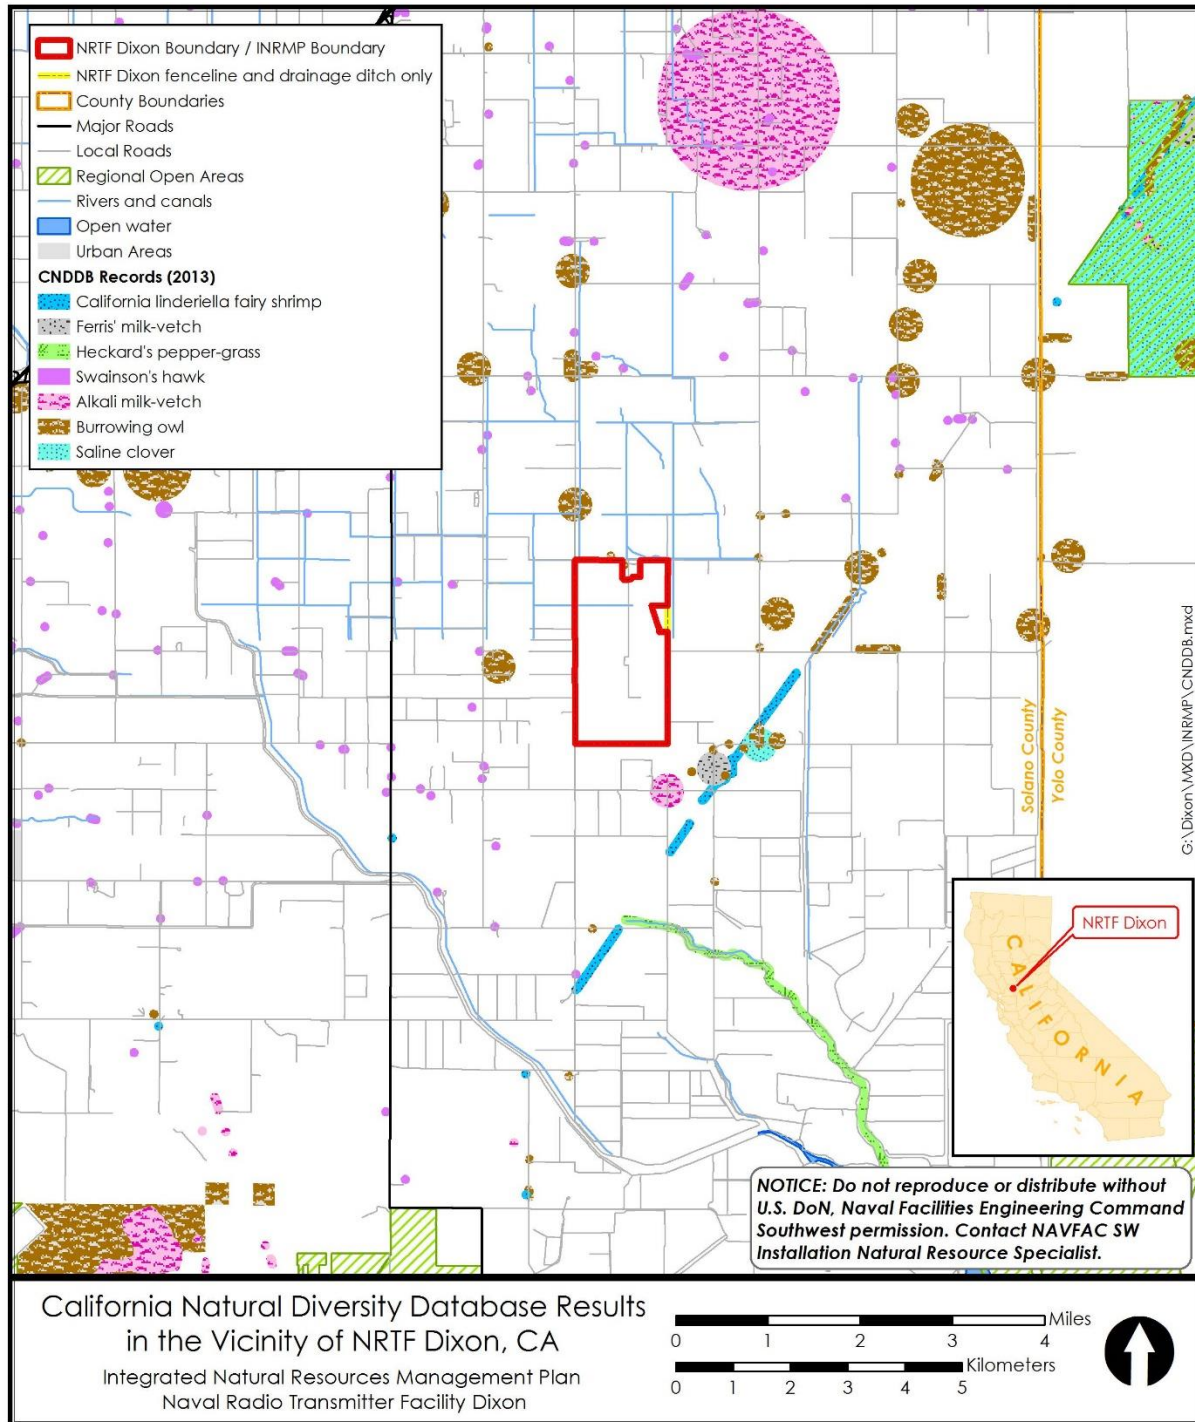 NRTF Dixon Boundary / INRMP Boundary
NRTF Dixon fenceline and drainage ditch only
County Boundaries
Major Roads
Local Roads
Regional Open Areas
Rivers and canals
Open water
Urban Areas
CNDDB Records (2013)
California linderiella fairy shrimp
Ferris' milk-vetch
Heckard's pepper-grass
Swainson's hawk
Alkali milk-vetch
Burrowing owl
Saline clover
Solano County
Yolo County
G:\Dixon\MXD\INRMP\CNDDB.mxd
NRTF Dixon
CALIFORNIA
NOTICE: Do not reproduce or distribute without
U.S. DoN, Naval Facilities Engineering Command
Southwest permission. Contact NAVFAC SW
Installation Natural Resource Specialist.
California Natural Diversity Database Results
in the Vicinity of NRTF Dixon, CA
Integrated Natural Resources Management Plan
Naval Radio Transmitter Facility Dixon
Miles
0 1 2 3 4
Kilometers
0 1 2 3 4 5